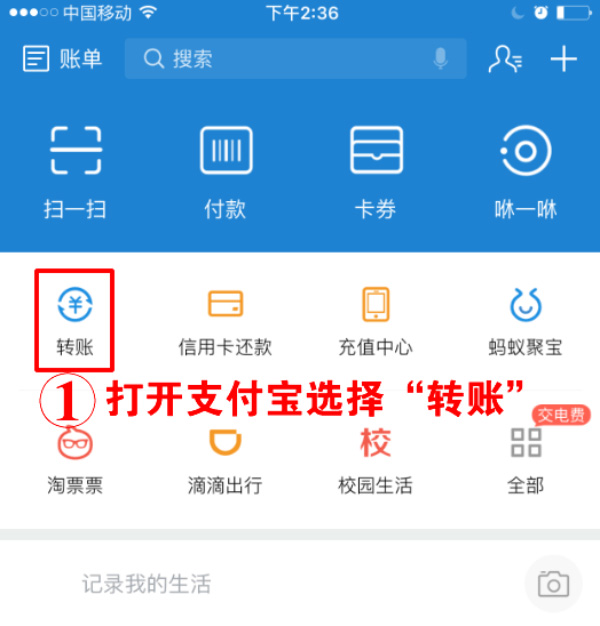 中国移动 下午2:36
账单 搜索
扫一扫 付款 卡券 咻一咻
转账 信用卡还款 充值中心 蚂蚁聚宝
1 打开支付宝选择“转账”
交电费
校
淘票票 滴滴出行 校园生活 全部
记录我的生活